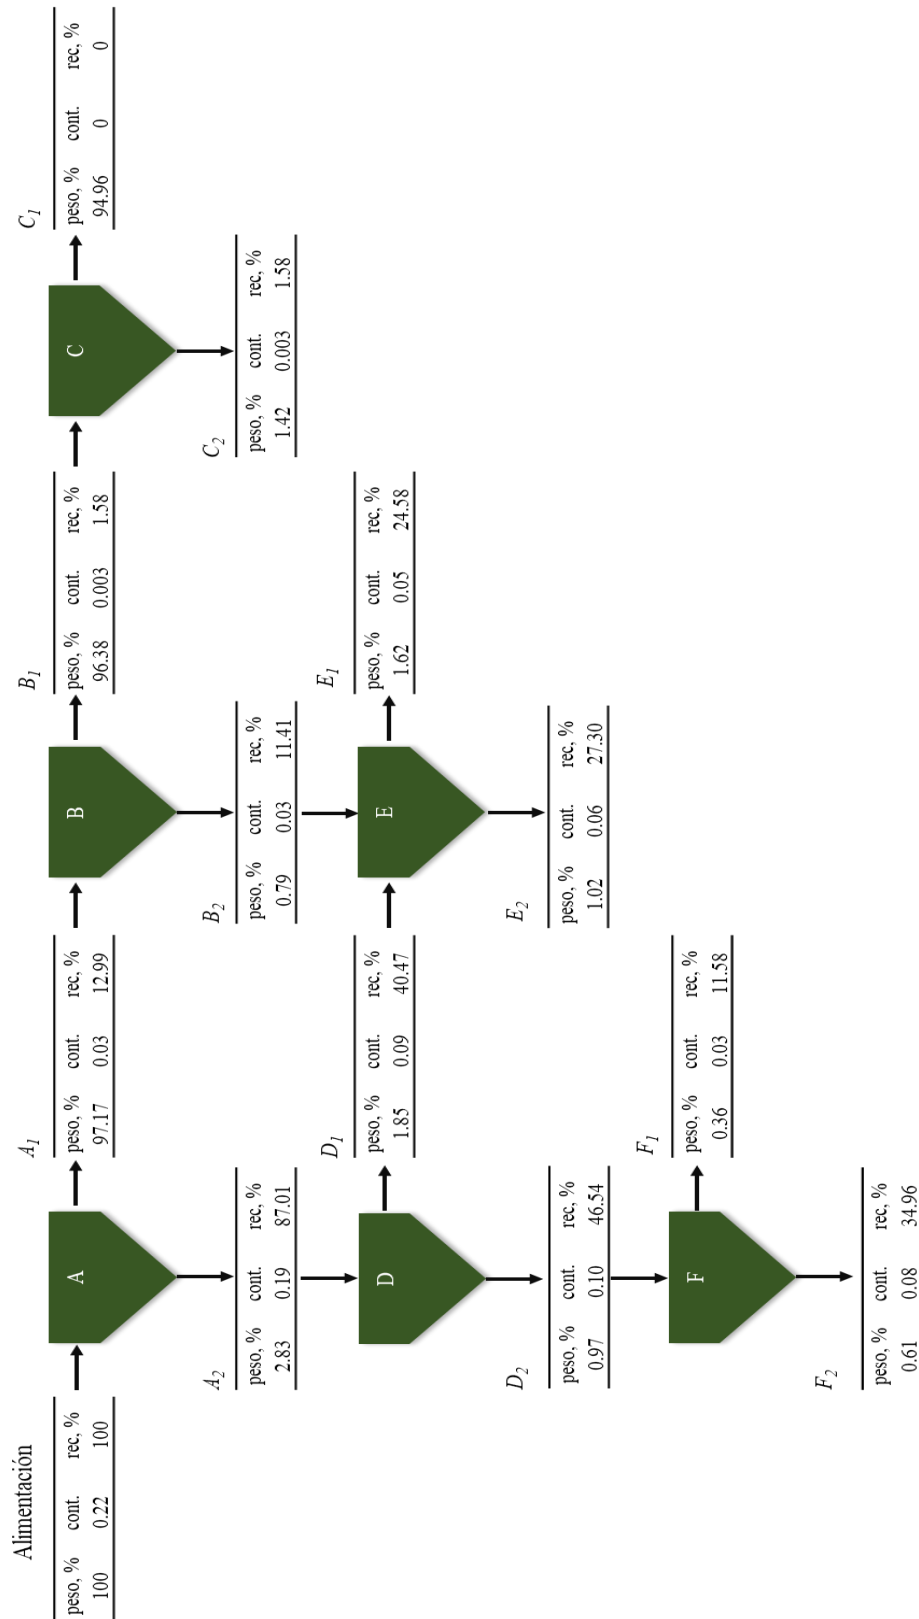 Alimentación
peso, % cont. rec, %
100 0.22 100
A
A1
peso, % cont. rec, %
97.17 0.03 12.99
B
B1
peso, % cont. rec, %
96.38 0.003 1.58
C
C1
peso, % cont. rec, %
94.96 0 0
A2
peso, % cont. rec, %
2.83 0.19 87.01
B2
peso, % cont. rec, %
0.79 0.03 11.41
C2
peso, % cont. rec, %
1.42 0.003 1.58
D
D1
peso, % cont. rec, %
1.85 0.09 40.47
E
E1
peso, % cont. rec, %
1.62 0.05 24.58
D2
peso, % cont. rec, %
0.97 0.10 46.54
E2
peso, % cont. rec, %
1.02 0.06 27.30
F
F1
peso, % cont. rec, %
0.36 0.03 11.58
F2
peso, % cont. rec, %
0.61 0.08 34.96